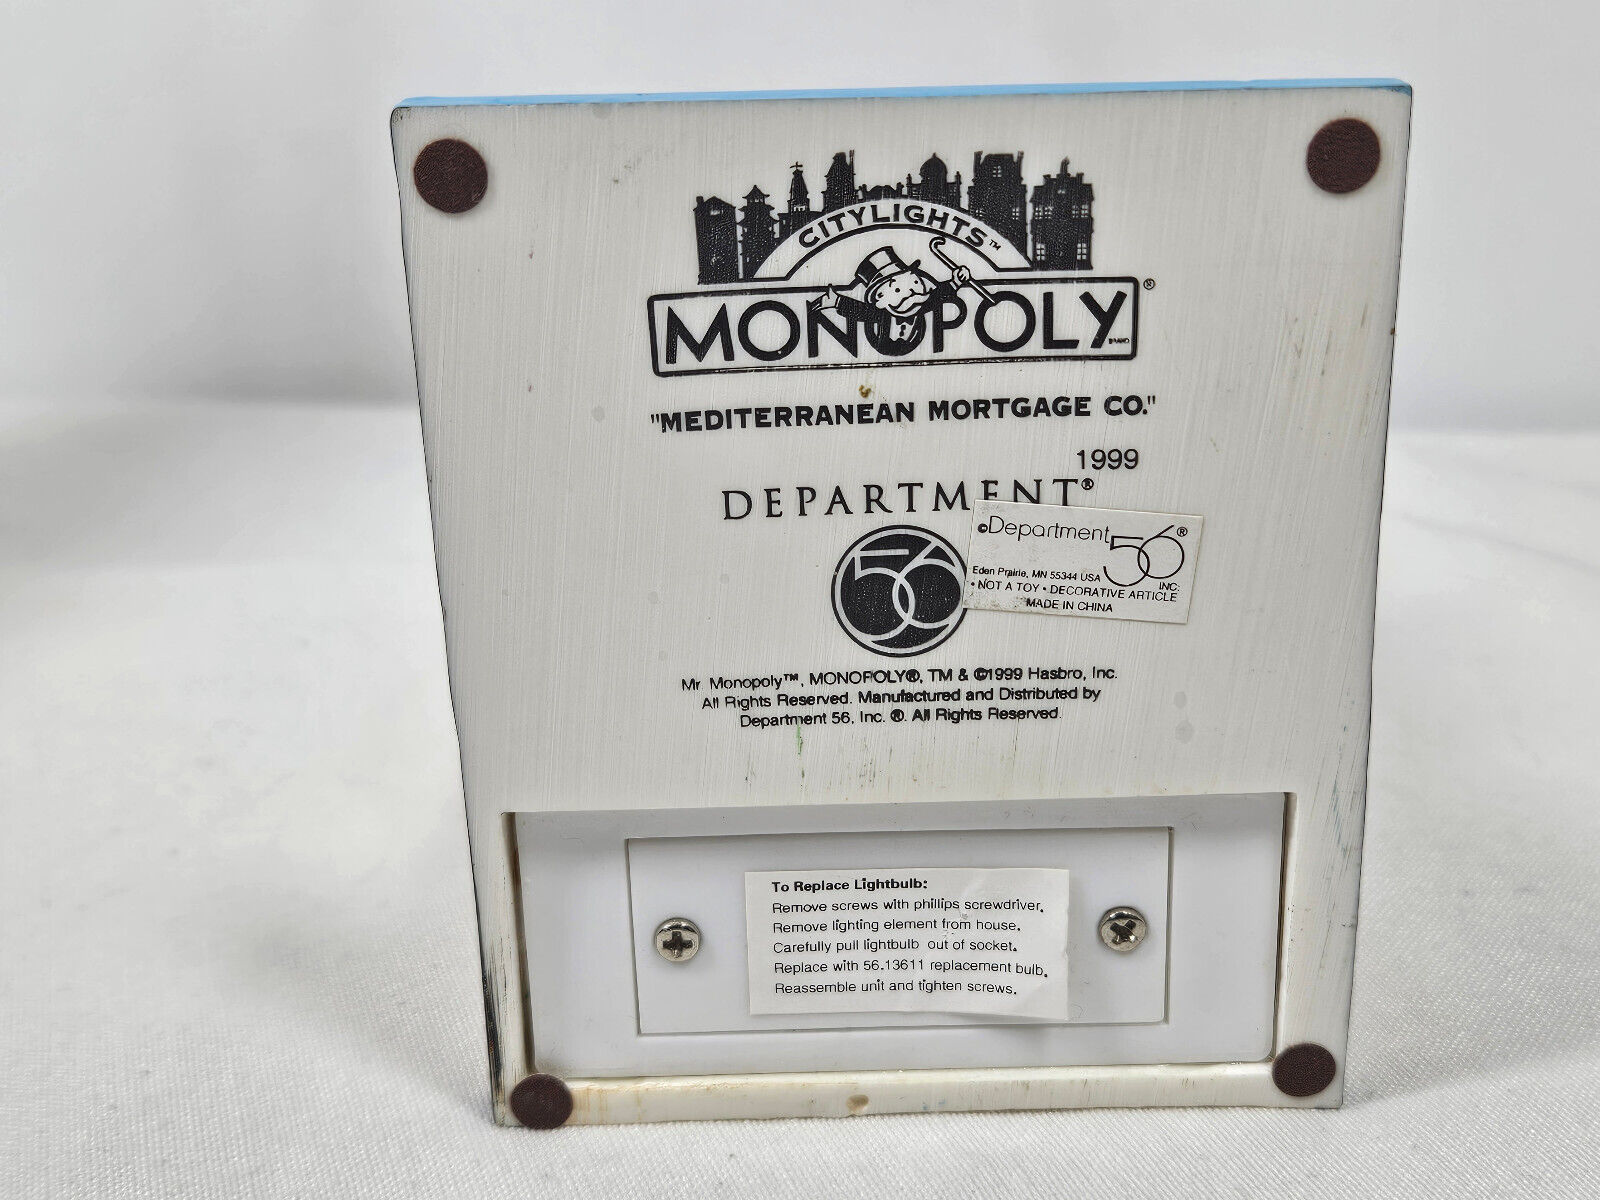 CITYLIGHTS™
MONOPOLY®
BRAND
"MEDITERRANEAN MORTGAGE CO."
1999
DEPARTMENT®
56
©Department 56®
INC.
Eden Prairie, MN 55344 USA
• NOT A TOY • DECORATIVE ARTICLE
MADE IN CHINA
Mr. Monopoly™, MONOPOLY®, TM & ©1999 Hasbro, Inc.
All Rights Reserved. Manufactured and Distributed by
Department 56, Inc. ®. All Rights Reserved.
To Replace Lightbulb:
Remove screws with phillips screwdriver.
Remove lighting element from house.
Carefully pull lightbulb out of socket.
Replace with 56.13611 replacement bulb.
Reassemble unit and tighten screws.